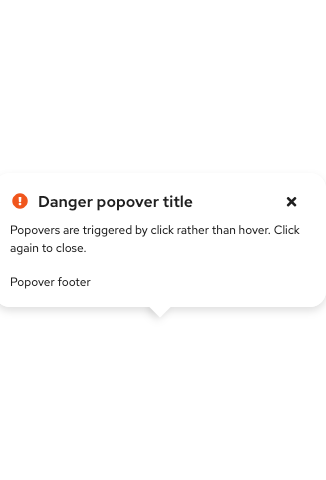 Danger popover title
Popovers are triggered by click rather than hover. Click
again to close.
Popover footer